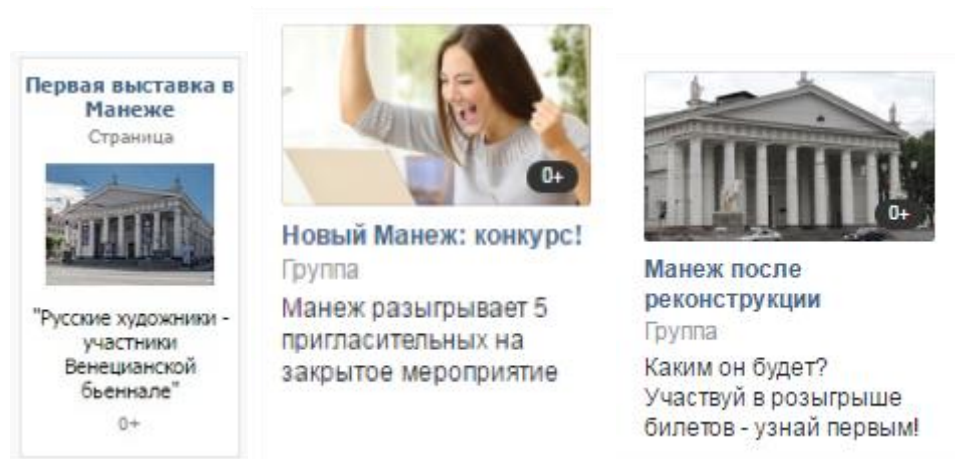 Первая выставка в
Манеже
Страница
"Русские художники -
участники
Венецианской
бьеннале"
0+
0+
Новый Манеж: конкурс!
Группа
Манеж разыгрывает 5
пригласительных на
закрытое мероприятие
0+
Манеж после
реконструкции
Группа
Каким он будет?
Участвуй в розыгрыше
билетов - узнай первым!